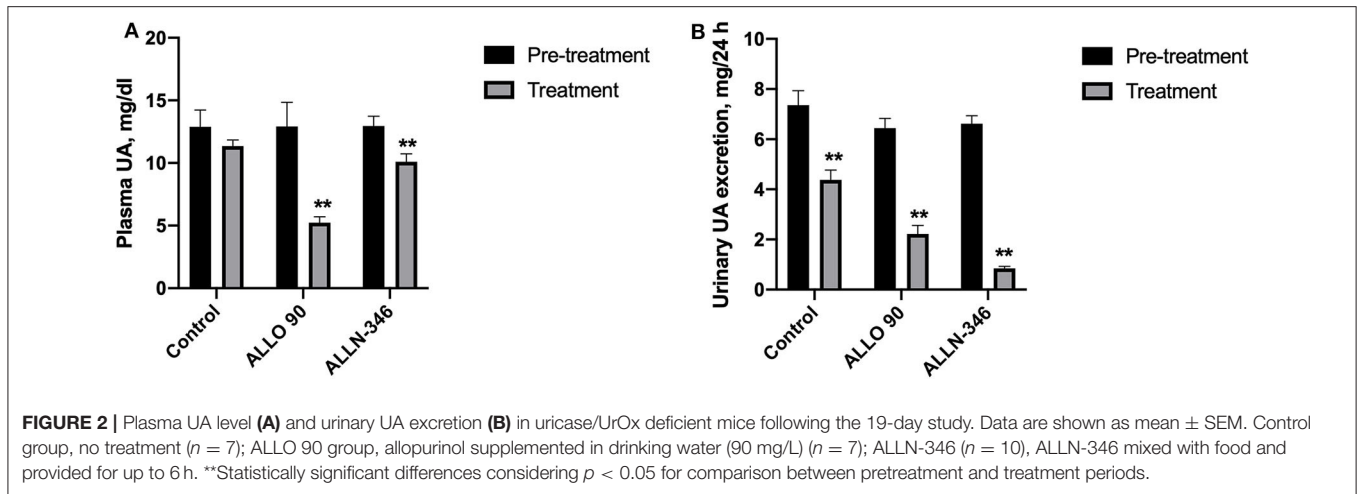 A
20
15
10
5
0
Plasma UA, mg/dl
Pre-treatment
Treatment
**
**
Control
ALLO 90
ALLN-346
B
10
8
6
4
2
0
Urinary UA excretion, mg/24 h
Pre-treatment
Treatment
**
**
**
Control
ALLO 90
ALLN-346
FIGURE 2 | Plasma UA level (A) and urinary UA excretion (B) in uricase/UrOx deficient mice following the 19-day study. Data are shown as mean ± SEM. Control
group, no treatment (n = 7); ALLO 90 group, allopurinol supplemented in drinking water (90 mg/L) (n = 7); ALLN-346 (n = 10), ALLN-346 mixed with food and
provided for up to 6 h. **Statistically significant differences considering p < 0.05 for comparison between pretreatment and treatment periods.